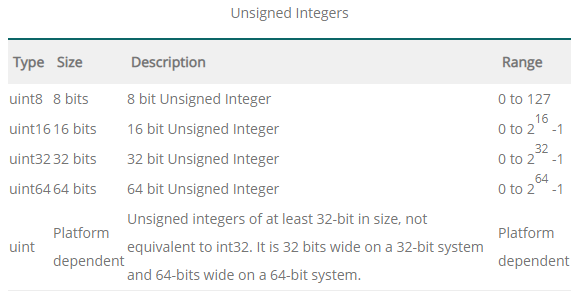 Unsigned Integers
Type Size Description Range
uint8 8 bits 8 bit Unsigned Integer 0 to 127
uint16 16 bits 16 bit Unsigned Integer 0 to 2^16 -1
uint32 32 bits 32 bit Unsigned Integer 0 to 2^32 -1
uint64 64 bits 64 bit Unsigned Integer 0 to 2^64 -1
uint Platform dependent Unsigned integers of at least 32-bit in size, not
equivalent to int32. It is 32 bits wide on a 32-bit system
and 64-bits wide on a 64-bit system. Platform dependent